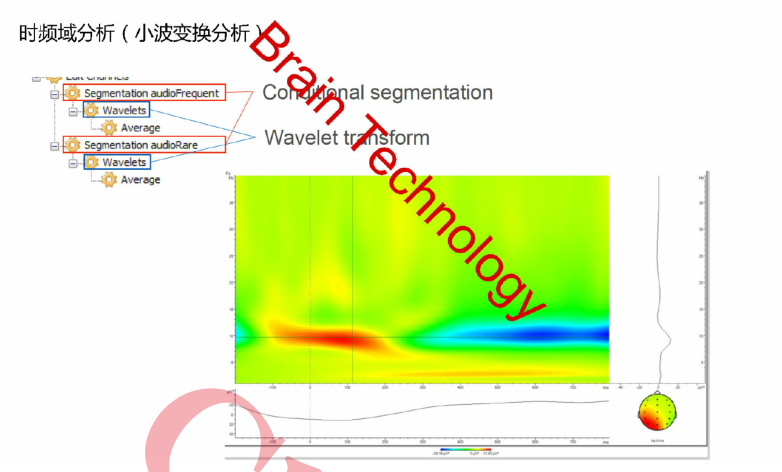 时频域分析（小波变换分析）
Edit Channels
Segmentation audioFrequent
Wavelets
Average
Segmentation audioRare
Wavelets
Average
Conditional segmentation
Wavelet transform
Brain Technology